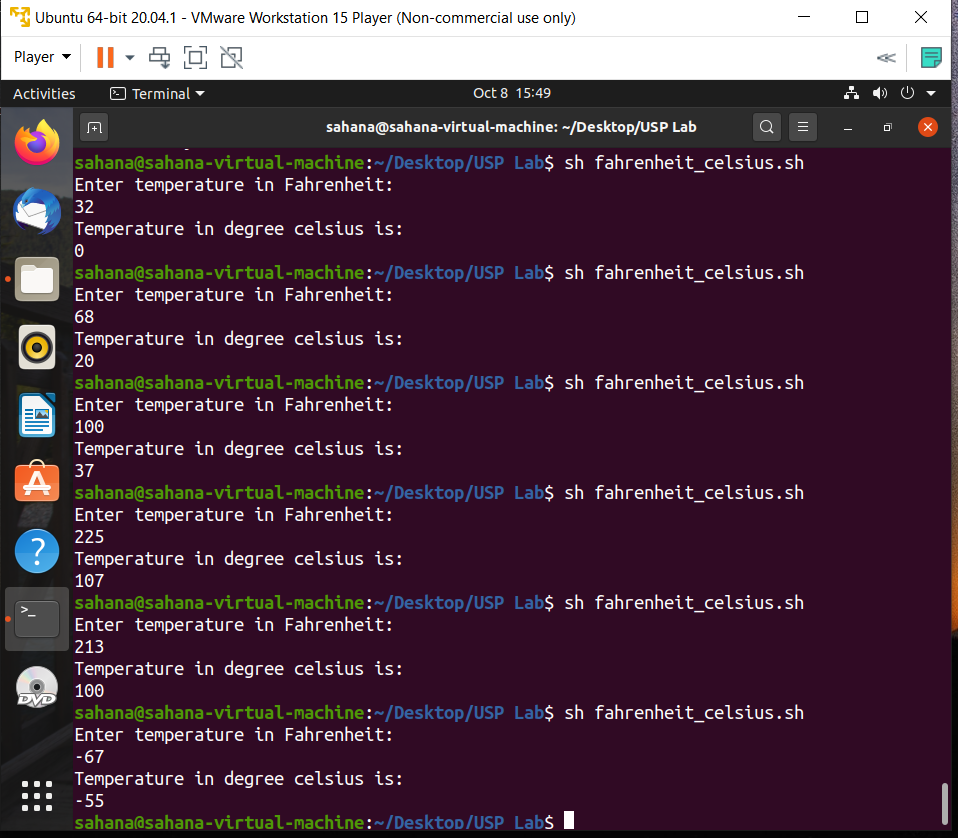 Ubuntu 64-bit 20.04.1 - VMware Workstation 15 Player (Non-commercial use only)
Player
Activities
Terminal
Oct 8 15:49
sahana@sahana-virtual-machine: ~/Desktop/USP Lab
sahana@sahana-virtual-machine:~/Desktop/USP Lab$ sh fahrenheit_celsius.sh
Enter temperature in Fahrenheit:
32
Temperature in degree celsius is:
0
sahana@sahana-virtual-machine:~/Desktop/USP Lab$ sh fahrenheit_celsius.sh
Enter temperature in Fahrenheit:
68
Temperature in degree celsius is:
20
sahana@sahana-virtual-machine:~/Desktop/USP Lab$ sh fahrenheit_celsius.sh
Enter temperature in Fahrenheit:
100
Temperature in degree celsius is:
37
sahana@sahana-virtual-machine:~/Desktop/USP Lab$ sh fahrenheit_celsius.sh
Enter temperature in Fahrenheit:
225
Temperature in degree celsius is:
107
sahana@sahana-virtual-machine:~/Desktop/USP Lab$ sh fahrenheit_celsius.sh
Enter temperature in Fahrenheit:
213
Temperature in degree celsius is:
100
sahana@sahana-virtual-machine:~/Desktop/USP Lab$ sh fahrenheit_celsius.sh
Enter temperature in Fahrenheit:
-67
Temperature in degree celsius is:
-55
sahana@sahana-virtual-machine:~/Desktop/USP Lab$
DVD